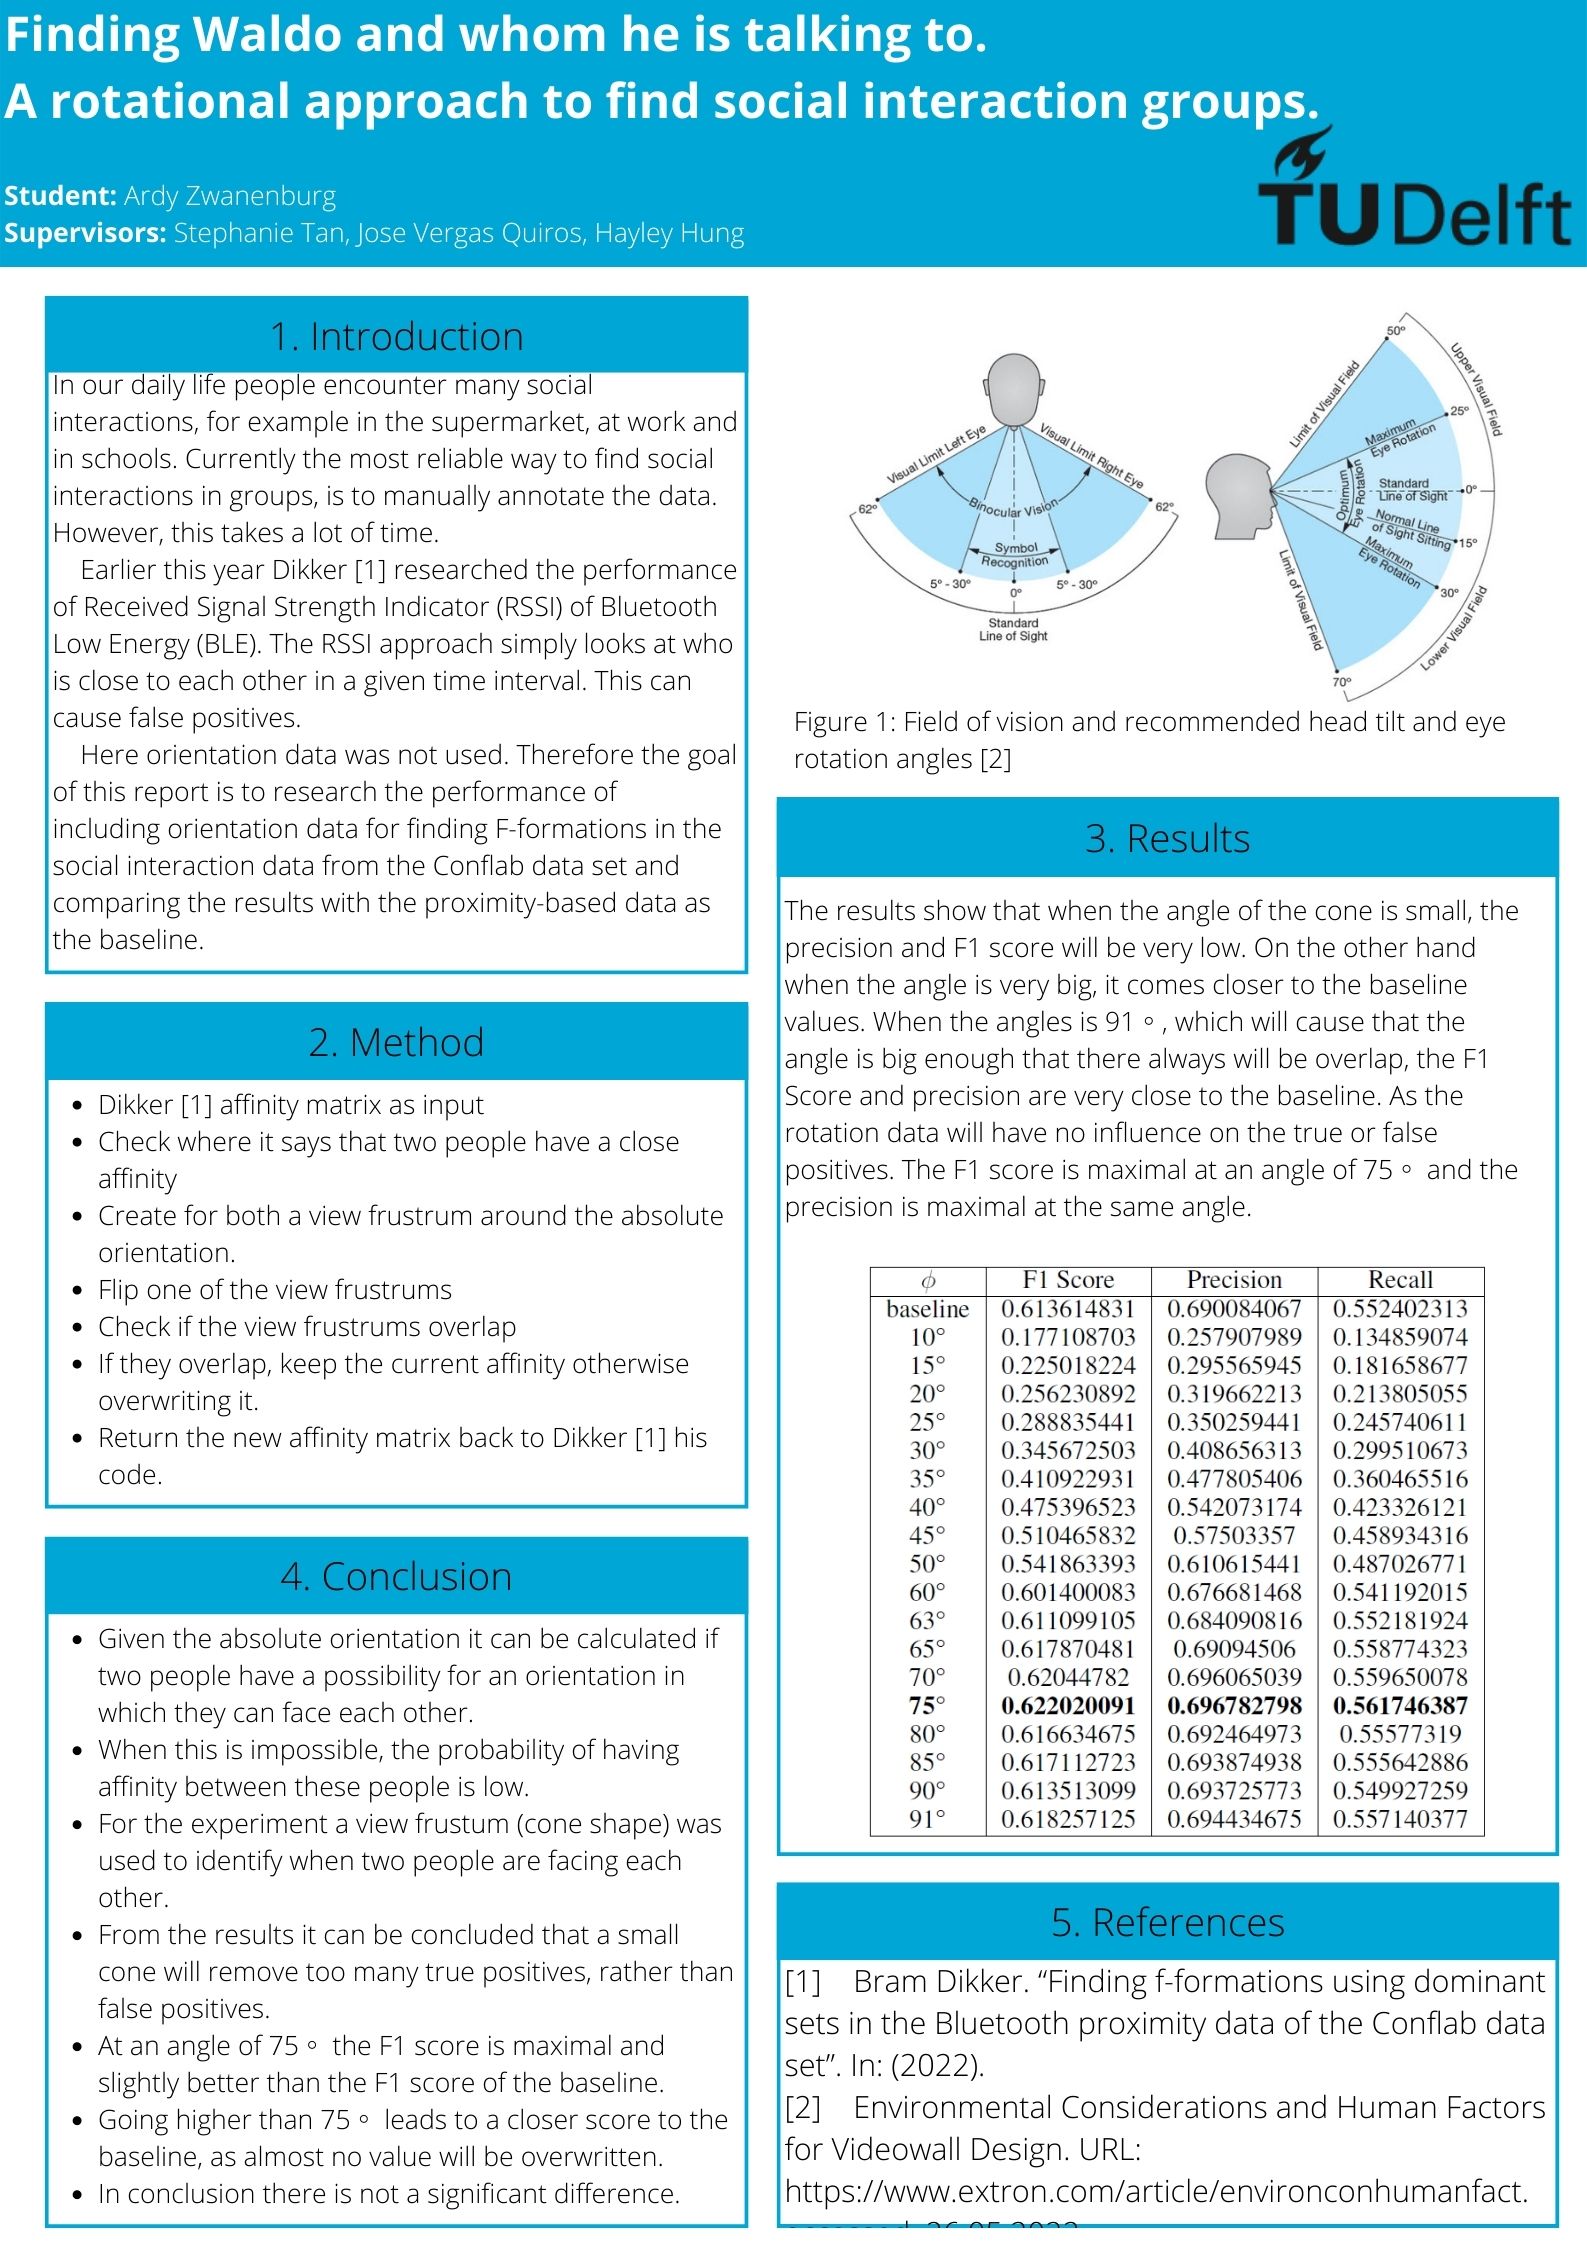 Finding Waldo and whom he is talking to.
A rotational approach to find social interaction groups.
Student: Ardy Zwanenburg
Supervisors: Stephanie Tan, Jose Vergas Quiros, Hayley Hung
TU Delft
1. Introduction
In our daily life people encounter many social
interactions, for example in the supermarket, at work and
in schools. Currently the most reliable way to find social
interactions in groups, is to manually annotate the data.
However, this takes a lot of time.
Earlier this year Dikker [1] researched the performance
of Received Signal Strength Indicator (RSSI) of Bluetooth
Low Energy (BLE). The RSSI approach simply looks at who
is close to each other in a given time interval. This can
cause false positives.
Here orientation data was not used. Therefore the goal
of this report is to research the performance of
including orientation data for finding F-formations in the
social interaction data from the Conflab data set and
comparing the results with the proximity-based data as
the baseline.
2. Method
• Dikker [1] affinity matrix as input
• Check where it says that two people have a close
affinity
• Create for both a view frustrum around the absolute
orientation.
• Flip one of the view frustrums
• Check if the view frustrums overlap
• If they overlap, keep the current affinity otherwise
overwriting it.
• Return the new affinity matrix back to Dikker [1] his
code.
4. Conclusion
• Given the absolute orientation it can be calculated if
two people have a possibility for an orientation in
which they can face each other.
• When this is impossible, the probability of having
affinity between these people is low.
• For the experiment a view frustum (cone shape) was
used to identify when two people are facing each
other.
• From the results it can be concluded that a small
cone will remove too many true positives, rather than
false positives.
• At an angle of 75 ∘ the F1 score is maximal and
slightly better than the F1 score of the baseline.
• Going higher than 75 ∘ leads to a closer score to the
baseline, as almost no value will be overwritten.
• In conclusion there is not a significant difference.
Visual Limit Left Eye
Visual Limit Right Eye
62°
Binocular Vision
62°
Symbol
Recognition
5° - 30°
0°
5° - 30°
Standard
Line of Sight
50°
Upper Visual Field
Limit of Visual Field
25°
Maximum
Eye Rotation
Optimum
Eye Rotation
Standard
Line of Sight
0°
Normal Line
of Sight Sitting
15°
Maximum
Eye Rotation
30°
Limit of Visual Field
Lower Visual Field
70°
Figure 1: Field of vision and recommended head tilt and eye
rotation angles [2]
3. Results
The results show that when the angle of the cone is small, the
precision and F1 score will be very low. On the other hand
when the angle is very big, it comes closer to the baseline
values. When the angles is 91 ∘ , which will cause that the
angle is big enough that there always will be overlap, the F1
Score and precision are very close to the baseline. As the
rotation data will have no influence on the true or false
positives. The F1 score is maximal at an angle of 75 ∘ and the
precision is maximal at the same angle.
ϕ F1 Score Precision Recall
baseline 0.613614831 0.690084067 0.552402313
10° 0.177108703 0.257907989 0.134859074
15° 0.225018224 0.295565945 0.181658677
20° 0.256230892 0.319662213 0.213805055
25° 0.288835441 0.350259441 0.245740611
30° 0.345672503 0.408656313 0.299510673
35° 0.410922931 0.477805406 0.360465516
40° 0.475396523 0.542073174 0.423326121
45° 0.510465832 0.57503357 0.458934316
50° 0.541863393 0.610615441 0.487026771
60° 0.601400083 0.676681468 0.541192015
63° 0.611099105 0.684090816 0.552181924
65° 0.617870481 0.69094506 0.558774323
70° 0.62044782 0.696065039 0.559650078
75° 0.622020091 0.696782798 0.561746387
80° 0.616634675 0.692464973 0.55577319
85° 0.617112723 0.693874938 0.555642886
90° 0.613513099 0.693725773 0.549927259
91° 0.618257125 0.694434675 0.557140377
5. References
[1] Bram Dikker. “Finding f-formations using dominant
sets in the Bluetooth proximity data of the Conflab data
set”. In: (2022).
[2] Environmental Considerations and Human Factors
for Videowall Design. URL:
https://www.extron.com/article/environconhumanfact.